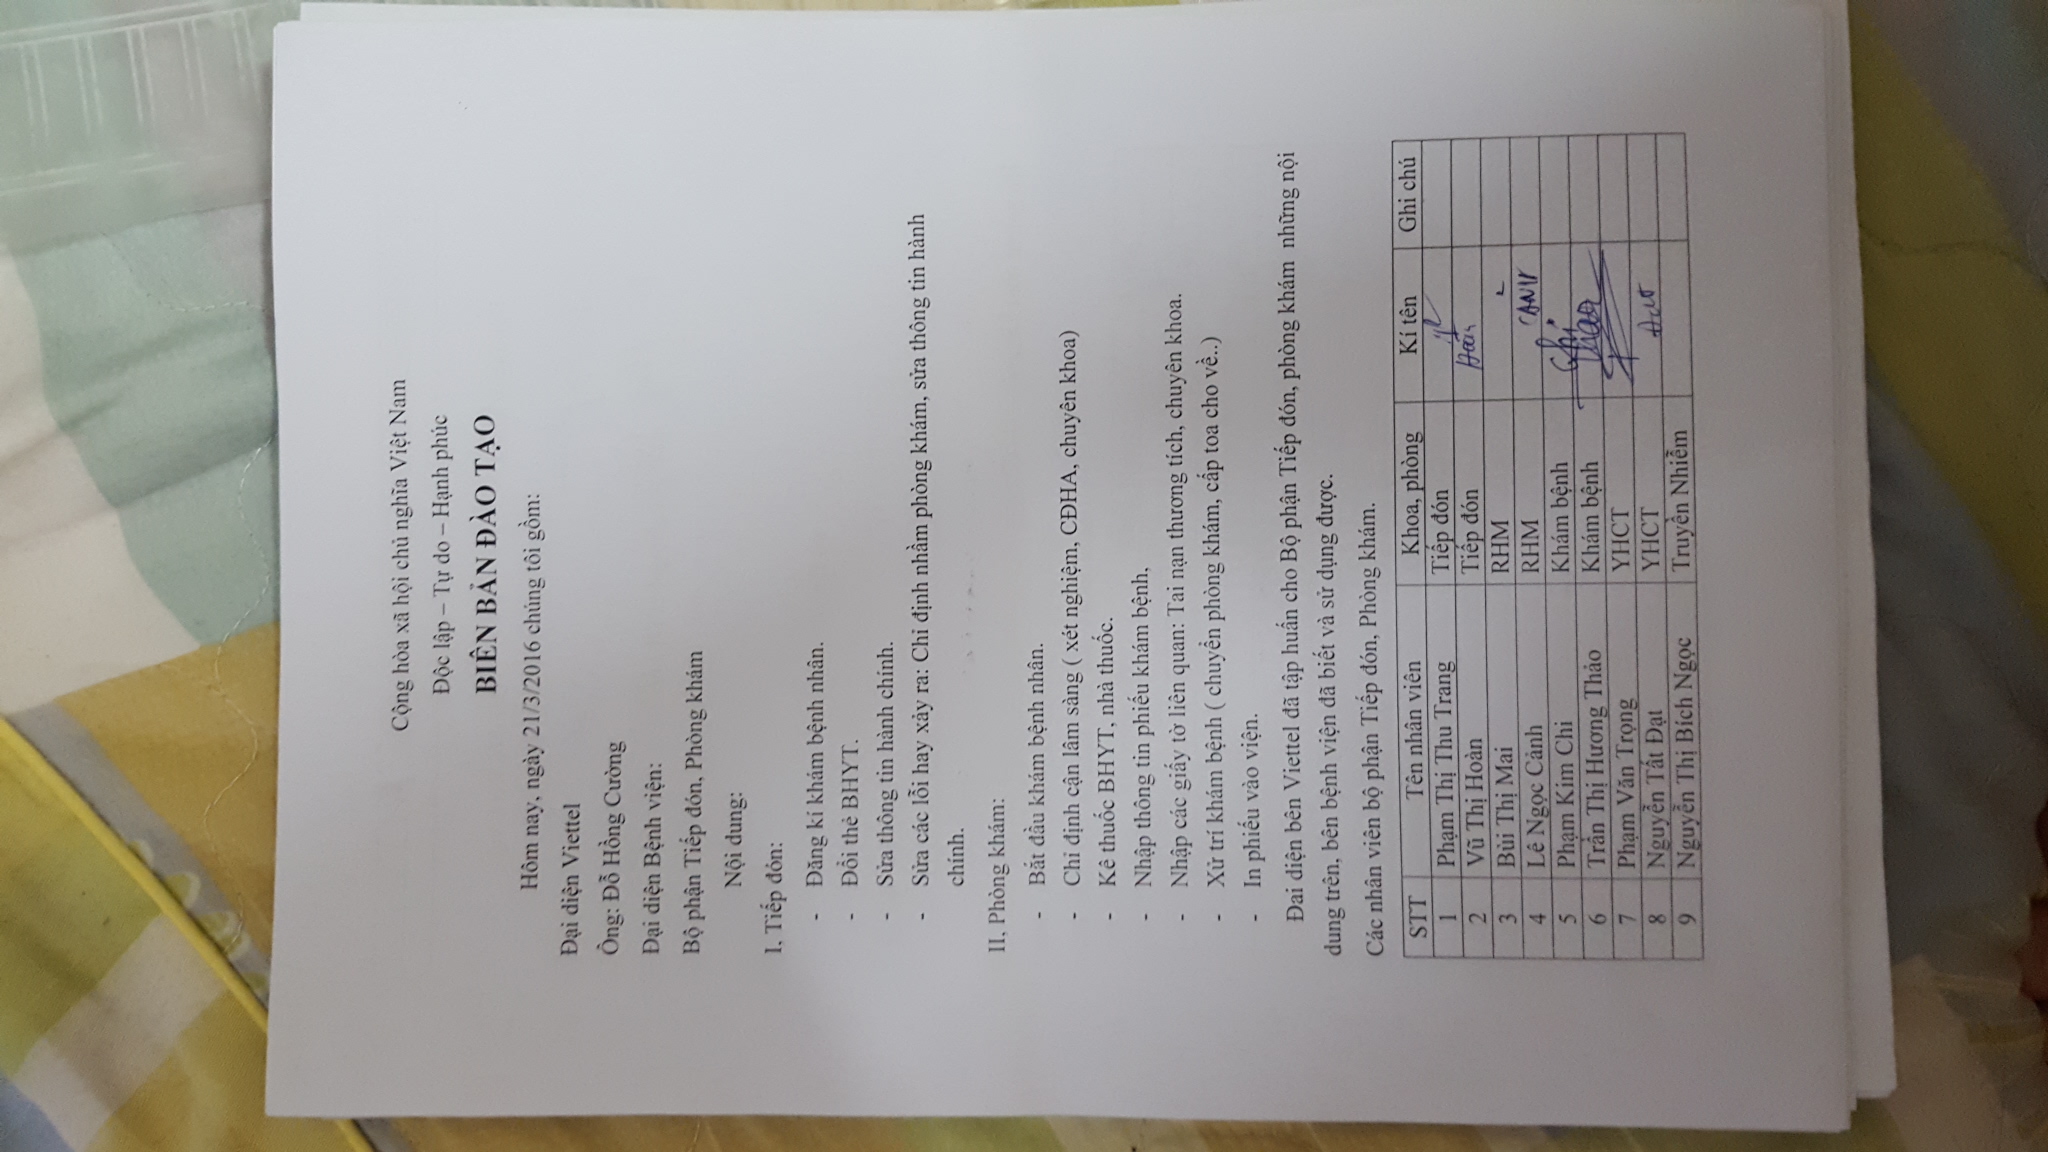 Cộng hòa xã hội chủ nghĩa Việt Nam
Độc lập – Tự do – Hạnh phúc
BIÊN BẢN ĐÀO TẠO
Hôm nay, ngày 21/3/2016 chúng tôi gồm:
Đại diện Viettel
Ông: Đỗ Hồng Cường
Đại diện Bệnh viện:
Bộ phận Tiếp đón, Phòng khám
Nội dung:
I, Tiếp đón:
- Đăng kí khám bệnh nhân.
- Đổi thẻ BHYT.
- Sửa thông tin hành chính.
- Sửa các lỗi hay xảy ra: Chỉ định nhầm phòng khám, sửa thông tin hành
chính.
II, Phòng khám:
- Bắt đầu khám bệnh nhân.
- Chỉ định cận lâm sàng ( xét nghiệm, CĐHA, chuyên khoa)
- Kê thuốc BHYT, nhà thuốc.
- Nhập thông tin phiếu khám bệnh,
- Nhập các giấy tờ liên quan: Tai nạn thương tích, chuyên khoa.
- Xử trí khám bệnh ( chuyển phòng khám, cấp toa cho về..)
- In phiếu vào viện.
Đai diện bên Viettel đã tập huấn cho Bộ phận Tiếp đón, phòng khám những nội
dung trên, bên bệnh viện đã biết và sử dụng được.
Các nhân viên bộ phận Tiếp đón, Phòng khám.
STT Tên nhân viên Khoa, phòng Kí tên Ghi chú
1 Phạm Thị Thu Trang Tiếp đón
2 Vũ Thị Hoàn Tiếp đón
3 Bùi Thị Mai RHM
4 Lê Ngọc Cảnh RHM CANH
5 Phạm Kim Chi Khám bệnh Chi
6 Trần Thị Hương Thảo Khám bệnh Thao
7 Phạm Văn Trọng YHCT
8 Nguyễn Tất Đạt YHCT
9 Nguyễn Thị Bích Ngọc Truyền Nhiễm